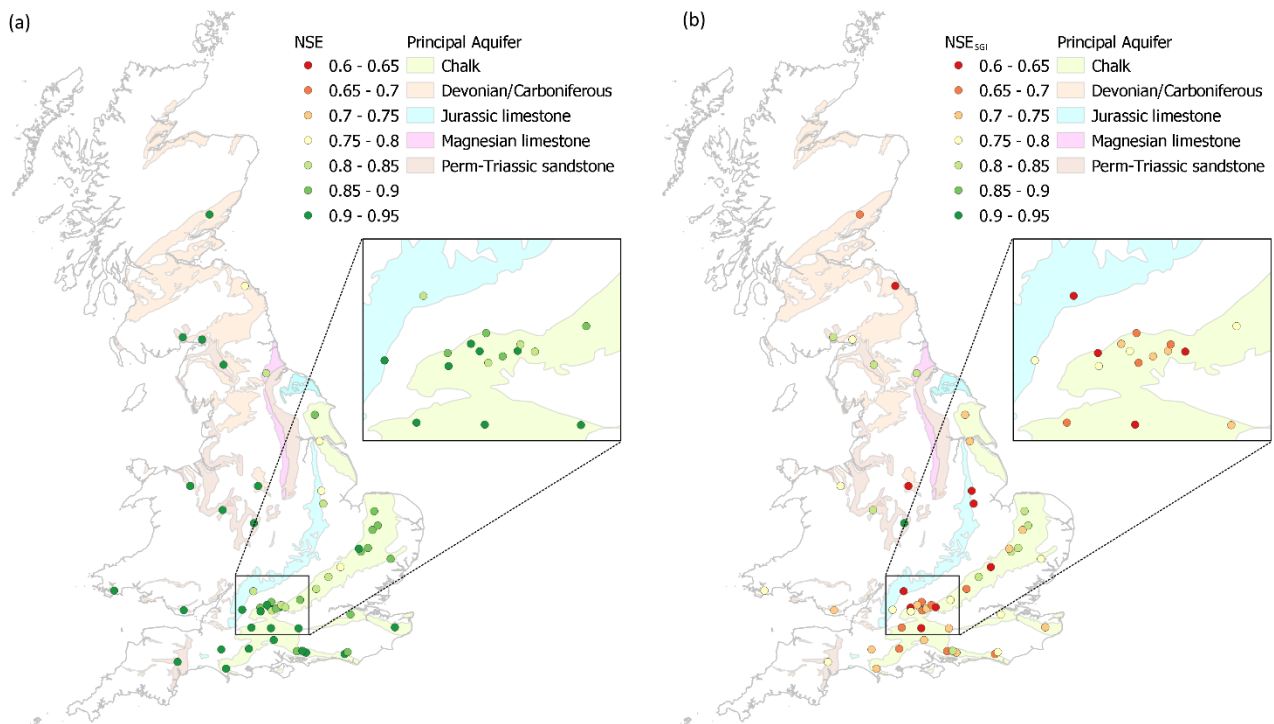 (a)
NSE Principal Aquifer
0.6 - 0.65 Chalk
0.65 - 0.7 Devonian/Carboniferous
0.7 - 0.75 Jurassic limestone
0.75 - 0.8 Magnesian limestone
0.8 - 0.85 Perm-Triassic sandstone
0.85 - 0.9
0.9 - 0.95
(b)
NSE_SGI Principal Aquifer
0.6 - 0.65 Chalk
0.65 - 0.7 Devonian/Carboniferous
0.7 - 0.75 Jurassic limestone
0.75 - 0.8 Magnesian limestone
0.8 - 0.85 Perm-Triassic sandstone
0.85 - 0.9
0.9 - 0.95